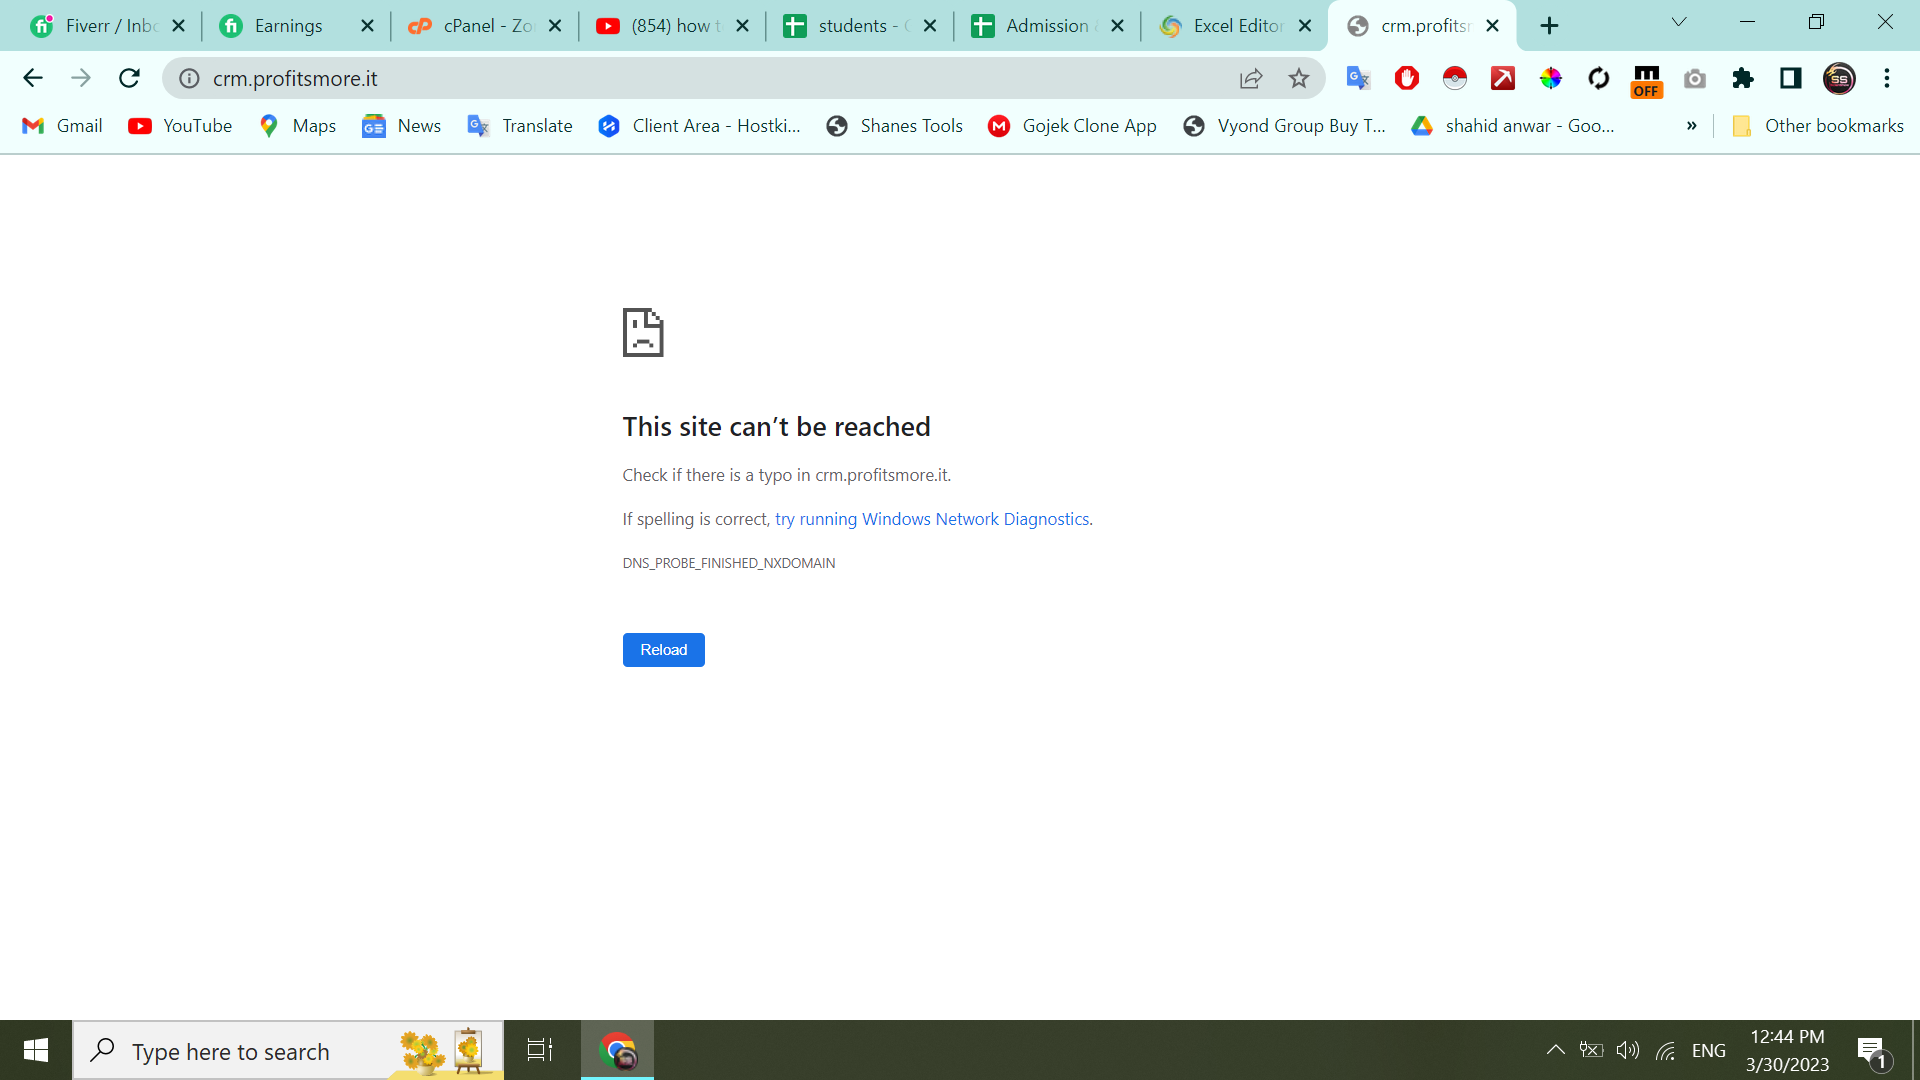 Fiverr / Inbo
Earnings
cPanel - Zo
(854) how t
students - G
Admission &
Excel Editor
crm.profitsm
crm.profitsmore.it
OFF
Gmail
YouTube
Maps
News
Translate
Client Area - Hostki...
Shanes Tools
Gojek Clone App
Vyond Group Buy T...
shahid anwar - Goo...
»
Other bookmarks
This site can’t be reached
Check if there is a typo in crm.profitsmore.it.
If spelling is correct, try running Windows Network Diagnostics.
DNS_PROBE_FINISHED_NXDOMAIN
Reload
Type here to search
ENG
12:44 PM
3/30/2023
1